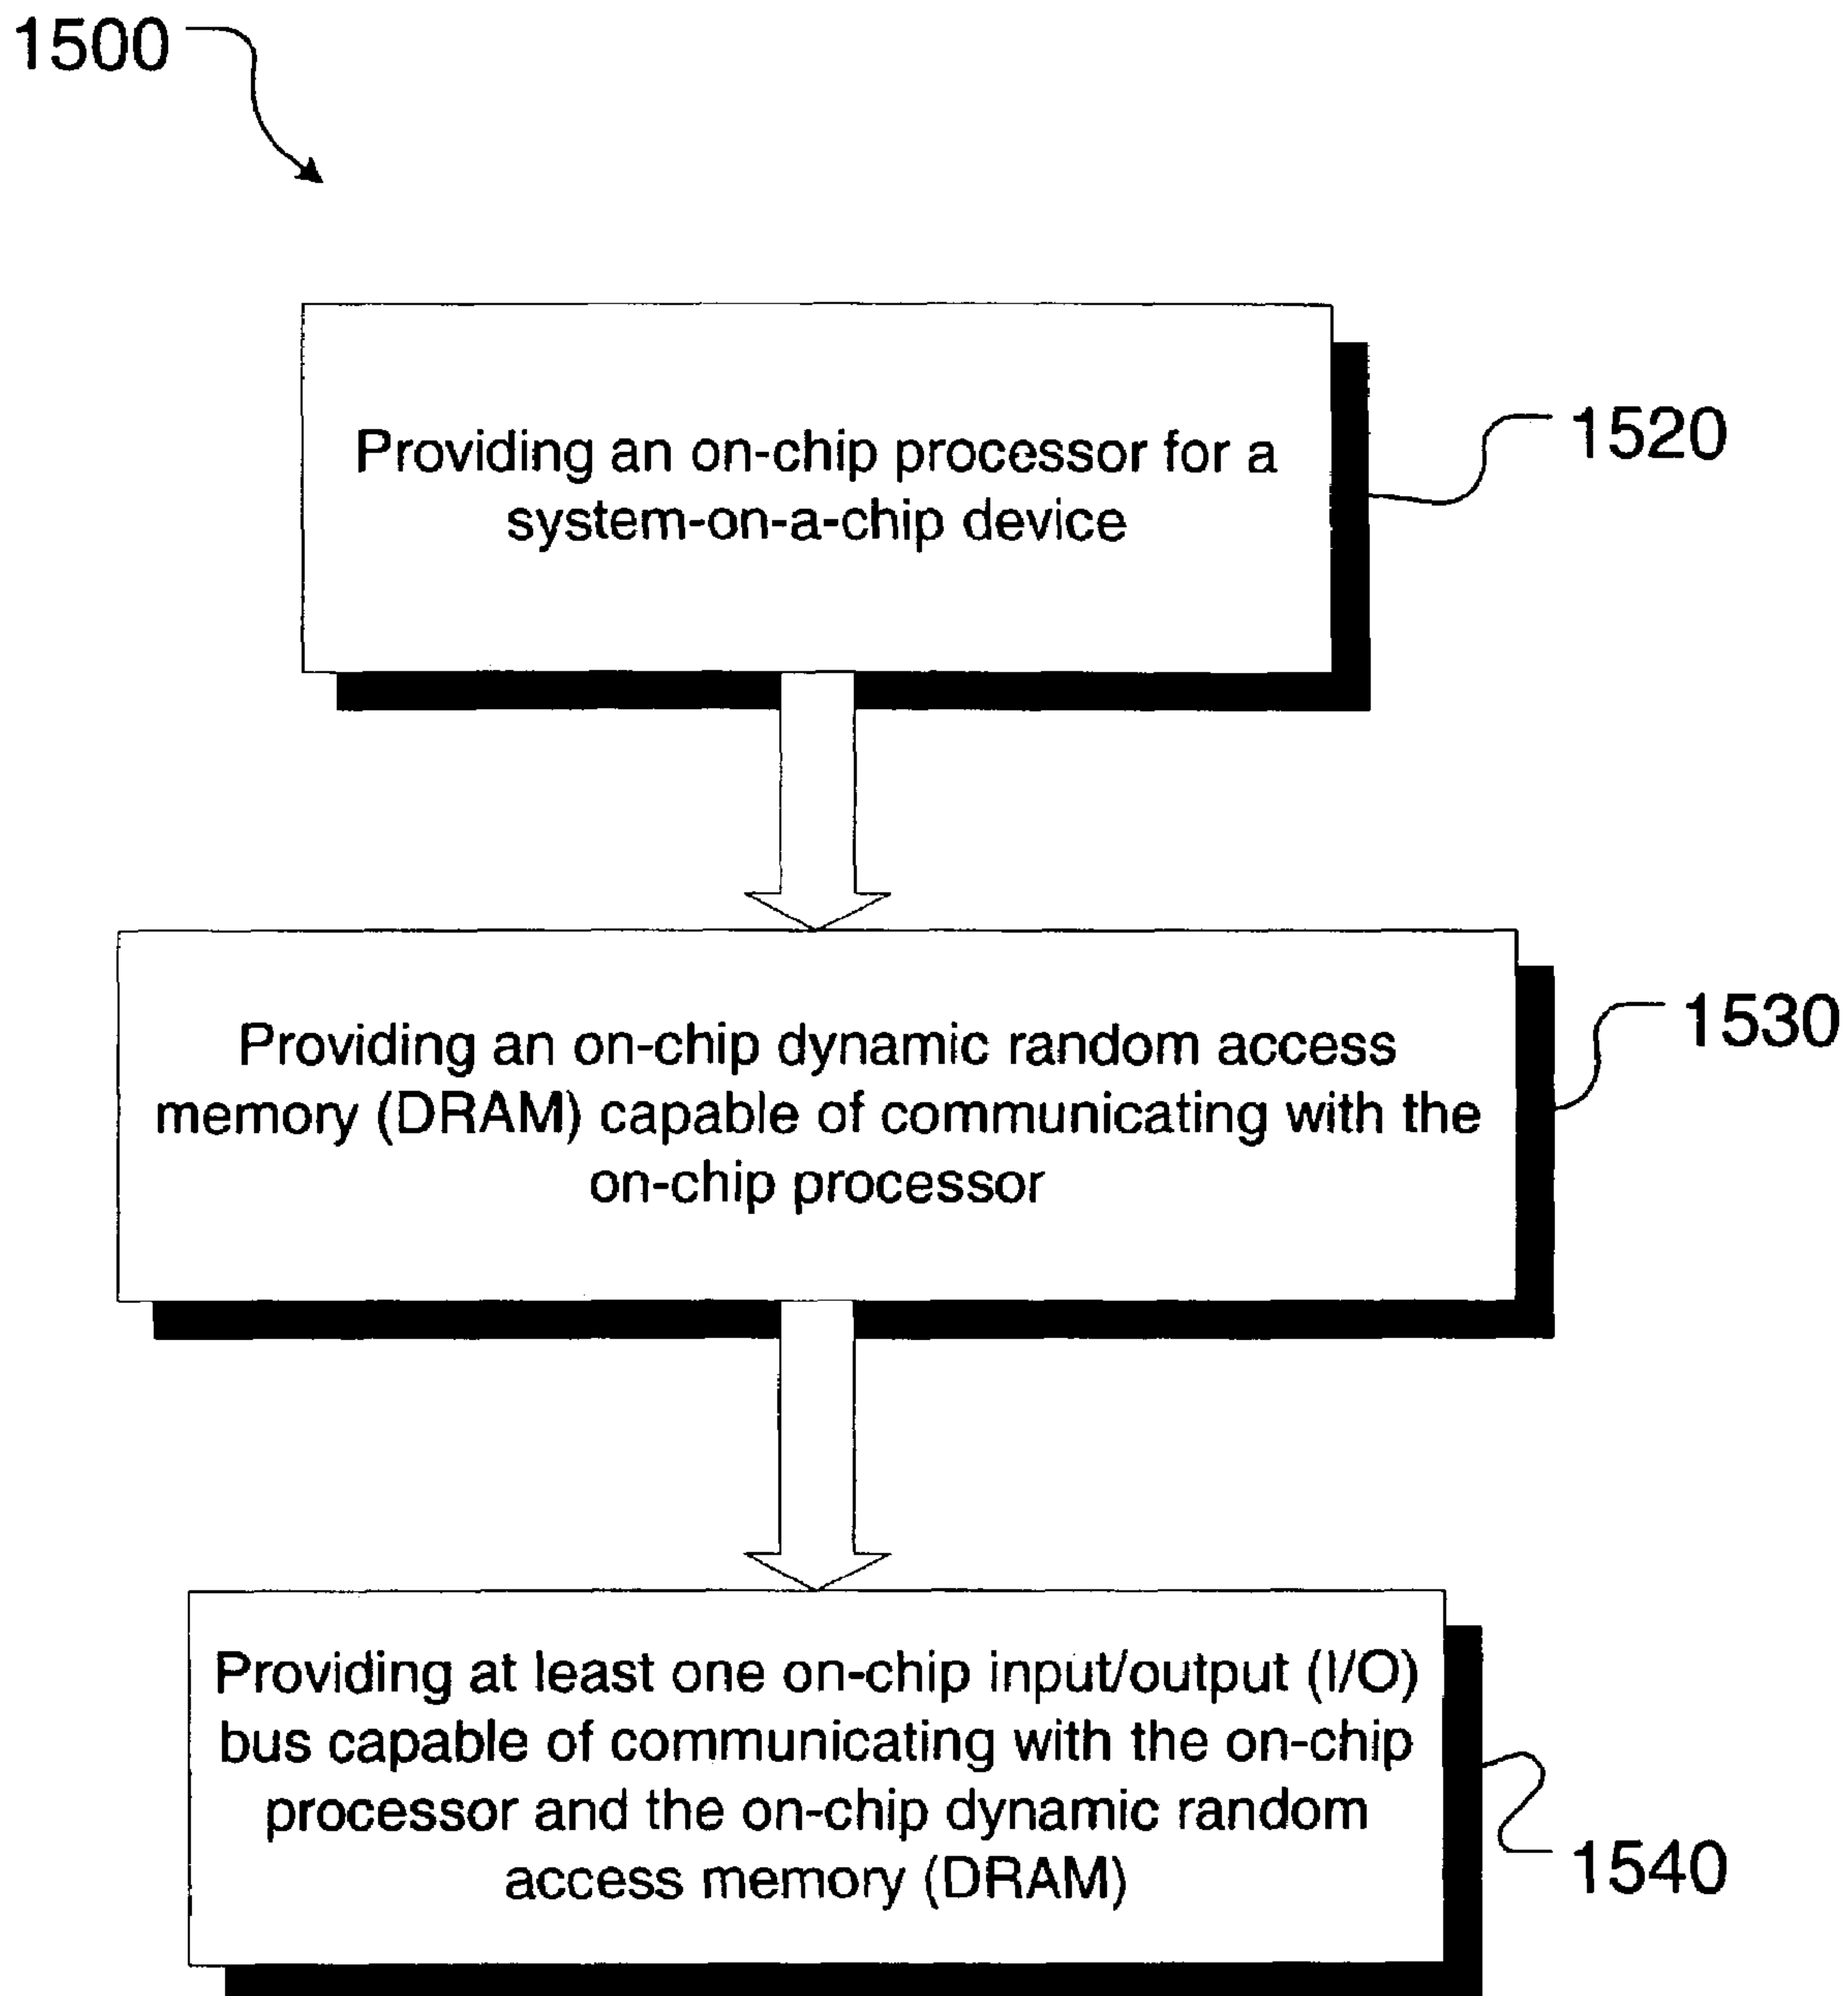 1500
Providing an on-chip processor for a
system-on-a-chip device
1520
Providing an on-chip dynamic random access
memory (DRAM) capable of communicating with the
on-chip processor
1530
Providing at least one on-chip input/output (I/O)
bus capable of communicating with the on-chip
processor and the on-chip dynamic random
access memory (DRAM)
1540